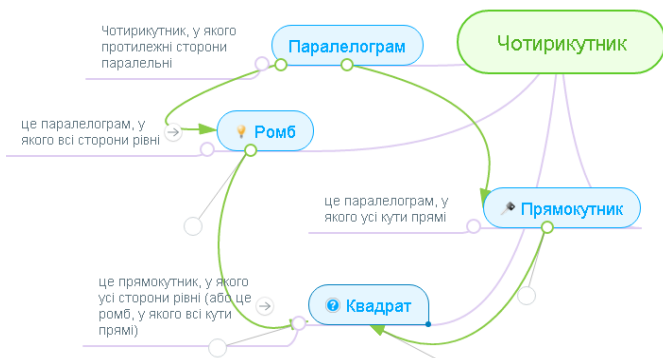 Чотирикутник, у якого
протилежні сторони
паралельні
Паралелограм
Чотирикутник
це паралелограм, у
якого всі сторони рівні
Ромб
це паралелограм, у
якого усі кути прямі
Прямокутник
це прямокутник, у якого
усі сторони рівні (або це
ромб, у якого всі кути
прямі)
Квадрат